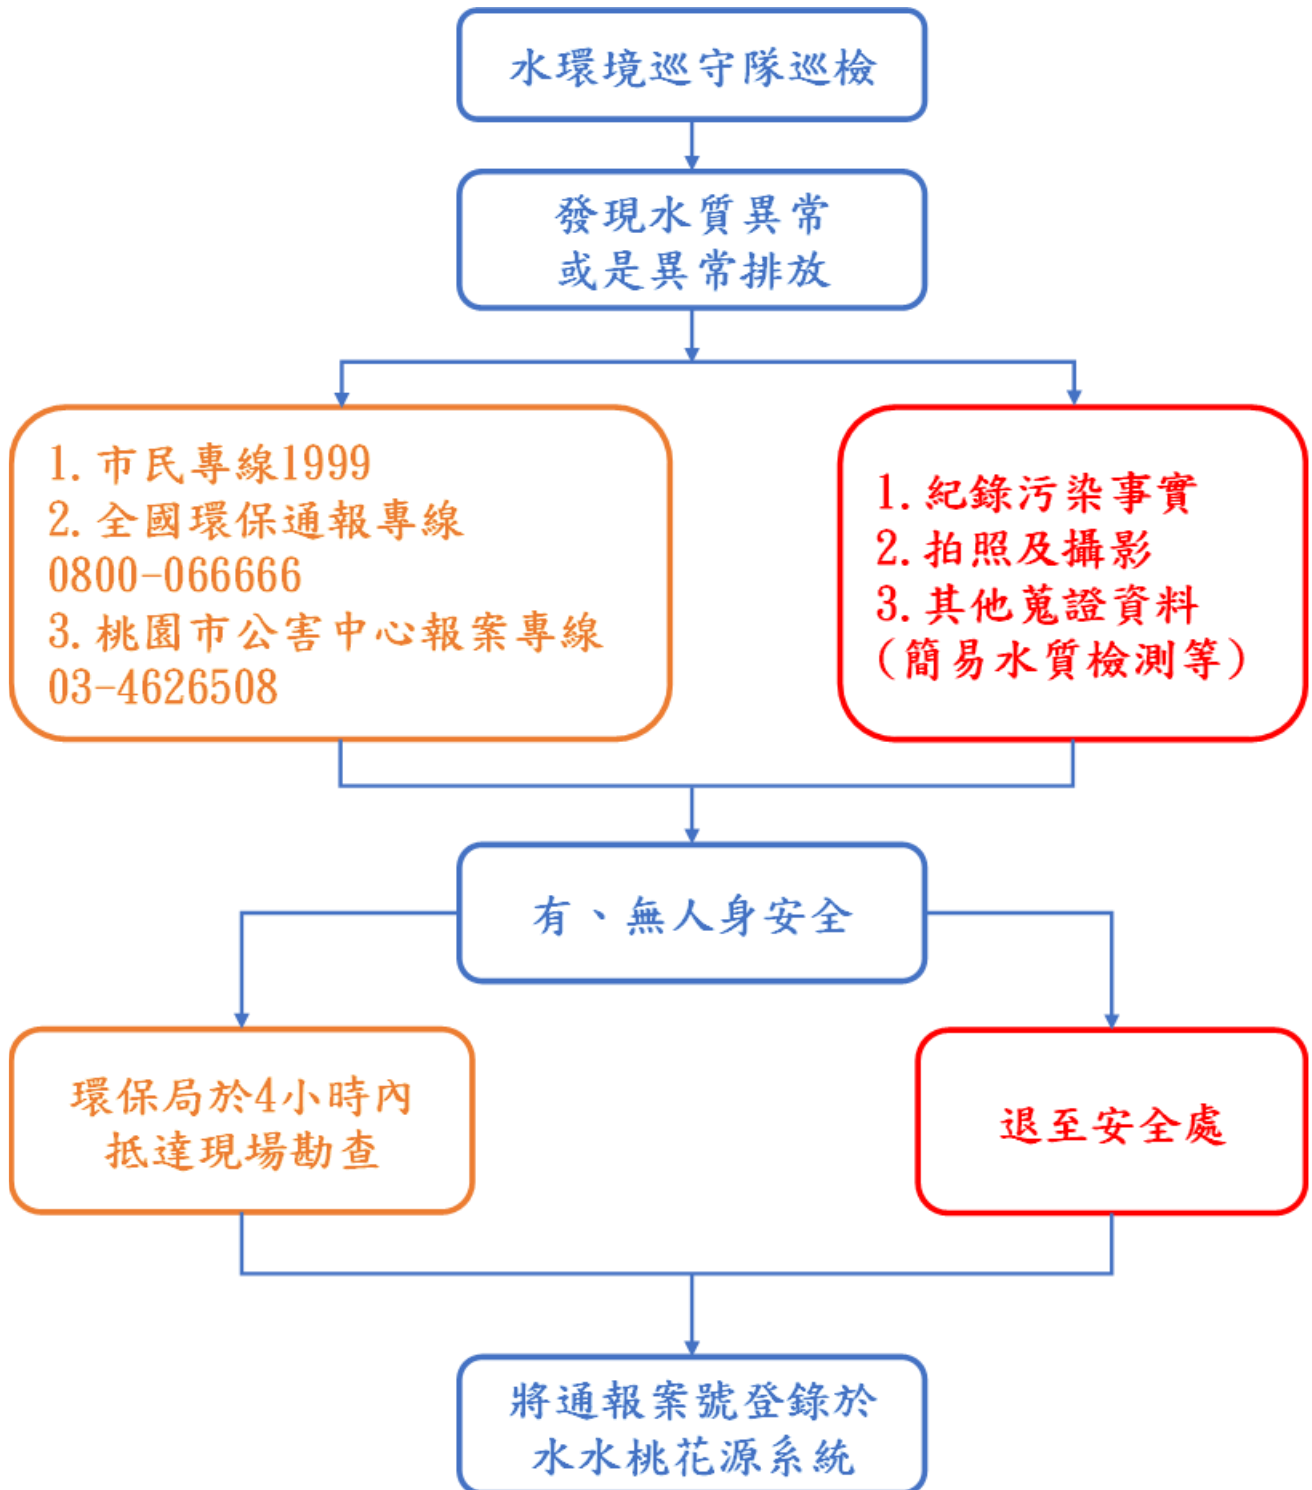 水環境巡守隊巡檢
發現水質異常
或是異常排放
1.市民專線1999
2.全國環保通報專線
0800-066666
3.桃園市公害中心報案專線
03-4626508
1.紀錄污染事實
2.拍照及攝影
3.其他蒐證資料
(簡易水質檢測等)
有、無人身安全
環保局於4小時內
抵達現場勘查
退至安全處
將通報案號登錄於
水水桃花源系統